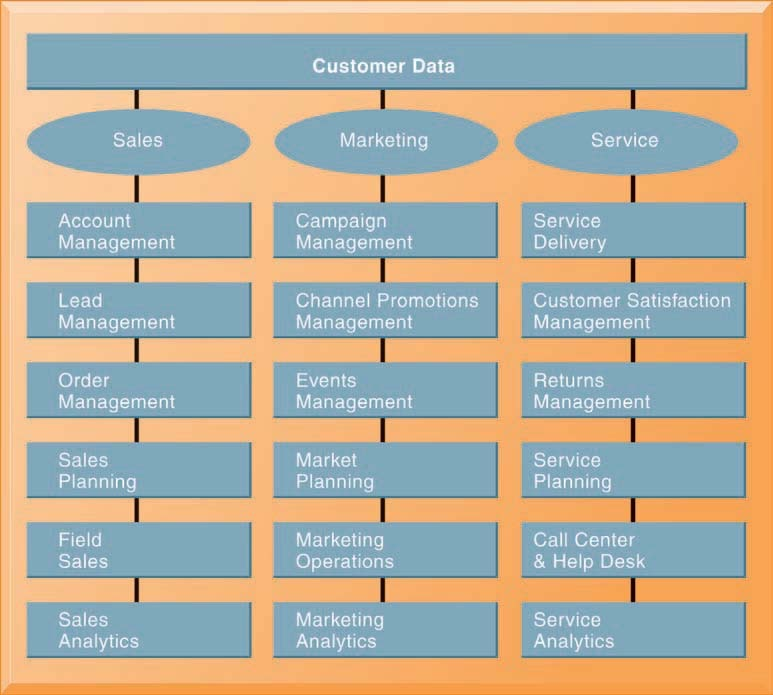 Customer Data
Sales
Marketing
Service
Account
Management
Campaign
Management
Service
Delivery
Lead
Management
Channel Promotions
Management
Customer Satisfaction
Management
Order
Management
Events
Management
Returns
Management
Sales
Planning
Market
Planning
Service
Planning
Field
Sales
Marketing
Operations
Call Center
& Help Desk
Sales
Analytics
Marketing
Analytics
Service
Analytics